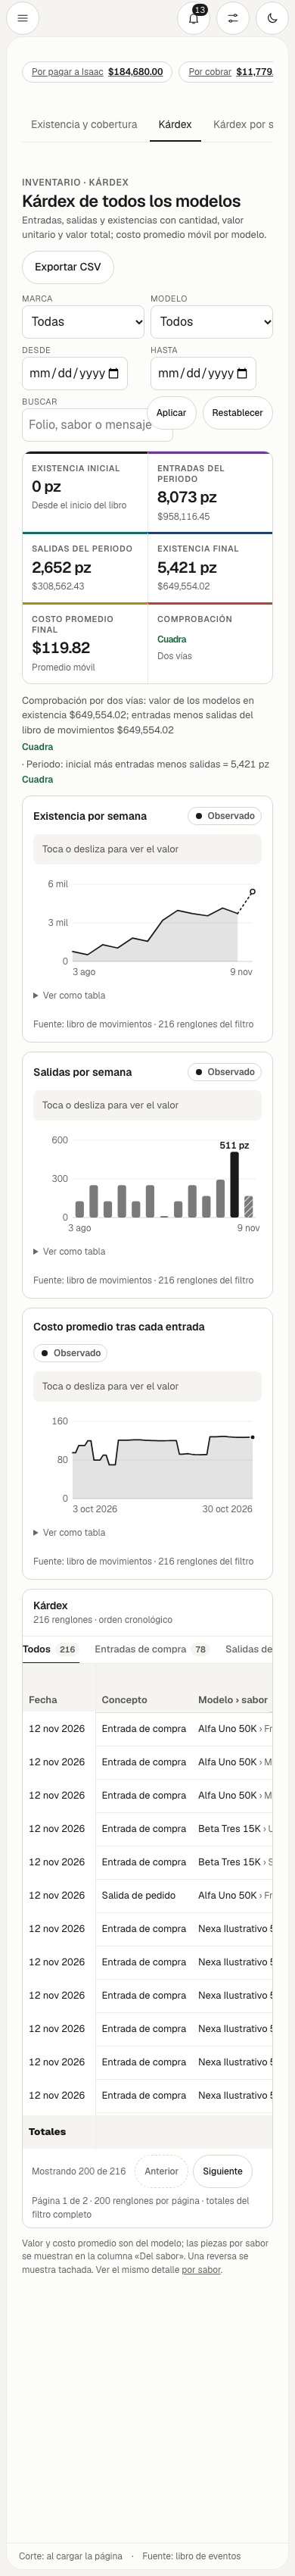 13
Por pagar a Isaac $184,680.00
Por cobrar $11,779.
Existencia y cobertura
Kárdex
Kárdex por s
INVENTARIO · KÁRDEX
Kárdex de todos los modelos
Entradas, salidas y existencias con cantidad, valor
unitario y valor total; costo promedio móvil por modelo.
Exportar CSV
MARCA
MODELO
Todas
Todos
DESDE
HASTA
mm/dd/yyyy
mm/dd/yyyy
BUSCAR
Folio, sabor o mensaje
Aplicar
Restablecer
EXISTENCIA INICIAL
0 pz
Desde el inicio del libro
ENTRADAS DEL
PERIODO
8,073 pz
$958,116.45
SALIDAS DEL PERIODO
2,652 pz
$308,562.43
EXISTENCIA FINAL
5,421 pz
$649,554.02
COSTO PROMEDIO
FINAL
$119.82
Promedio móvil
COMPROBACIÓN
Cuadra
Dos vías
Comprobación por dos vías: valor de los modelos en
existencia $649,554.02; entradas menos salidas del
libro de movimientos $649,554.02
Cuadra
· Periodo: inicial más entradas menos salidas = 5,421 pz
Cuadra
Existencia por semana
Observado
Toca o desliza para ver el valor
6 mil
3 mil
0
3 ago
9 nov
Ver como tabla
Fuente: libro de movimientos · 216 renglones del filtro
Salidas por semana
Observado
Toca o desliza para ver el valor
600
511 pz
300
0
3 ago
9 nov
Ver como tabla
Fuente: libro de movimientos · 216 renglones del filtro
Costo promedio tras cada entrada
Observado
Toca o desliza para ver el valor
160
80
0
3 oct 2026
30 oct 2026
Ver como tabla
Fuente: libro de movimientos · 216 renglones del filtro
Kárdex
216 renglones · orden cronológico
Todos 216
Entradas de compra 78
Salidas de
Fecha Concepto Modelo › sabor
12 nov 2026 Entrada de compra Alfa Uno 50K › Fr
12 nov 2026 Entrada de compra Alfa Uno 50K › M
12 nov 2026 Entrada de compra Alfa Uno 50K › M
12 nov 2026 Entrada de compra Beta Tres 15K › U
12 nov 2026 Entrada de compra Beta Tres 15K › S
12 nov 2026 Salida de pedido Alfa Uno 50K › Fr
12 nov 2026 Entrada de compra Nexa Ilustrativo 5
12 nov 2026 Entrada de compra Nexa Ilustrativo 5
12 nov 2026 Entrada de compra Nexa Ilustrativo 5
12 nov 2026 Entrada de compra Nexa Ilustrativo 5
12 nov 2026 Entrada de compra Nexa Ilustrativo 5
12 nov 2026 Entrada de compra Nexa Ilustrativo 5
Totales
Mostrando 200 de 216
Anterior
Siguiente
Página 1 de 2 · 200 renglones por página · totales del
filtro completo
Valor y costo promedio son del modelo; las piezas por sabor
se muestran en la columna «Del sabor». Una reversa se
muestra tachada. Ver el mismo detalle por sabor.
Corte: al cargar la página · Fuente: libro de eventos